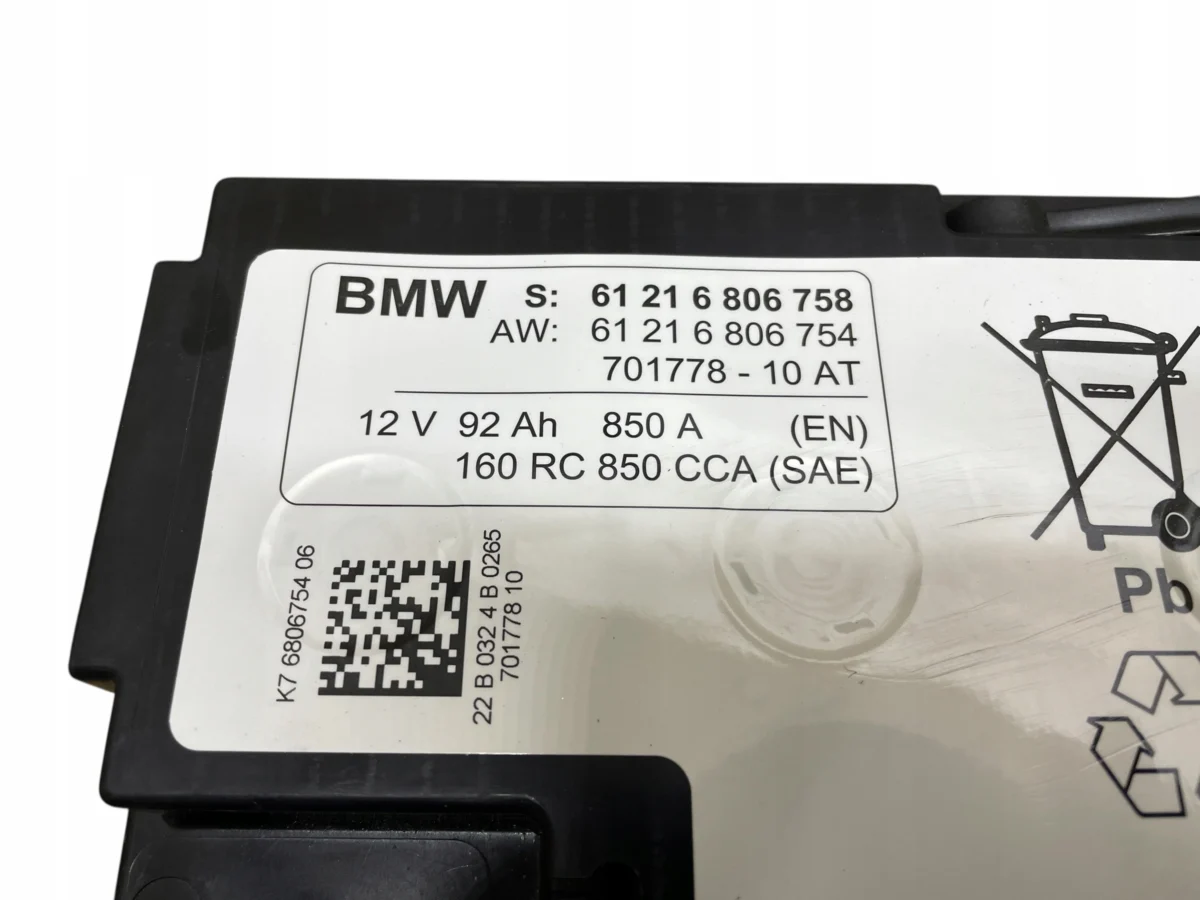 BMW S: 61 21 6 806 758
AW: 61 21 6 806 754
701778 - 10 AT
12 V 92 Ah 850 A (EN)
160 RC 850 CCA (SAE)
K7 6806754 06
22 B 032 4 B 0265
701778 10
Pb